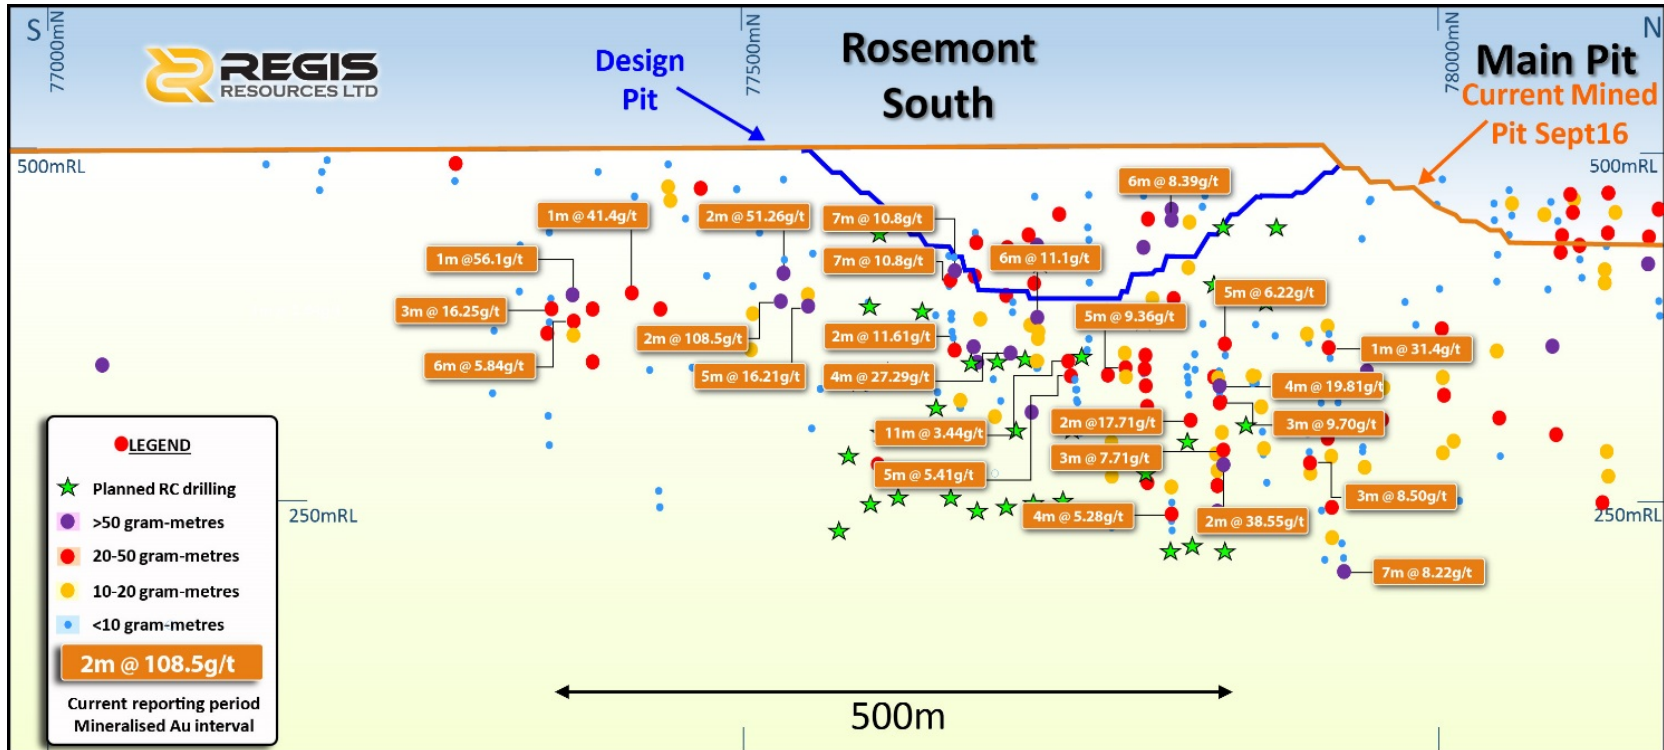 S
77000mN
REGIS
RESOURCES LTD
Design
Pit
77500mN
Rosemont
South
78000mN
N
Main Pit
Current Mined
Pit Sept16
500mRL
500mRL
6m @ 8.39g/t
1m @ 41.4g/t
2m @ 51.26g/t
7m @ 10.8g/t
1m @56.1g/t
7m @ 10.8g/t
6m @ 11.1g/t
5m @ 6.22g/t
3m @ 16.25g/t
5m @ 9.36g/t
2m @ 108.5g/t
2m @ 11.61g/t
1m @ 31.4g/t
6m @ 5.84g/t
5m @ 16.21g/t
4m @ 27.29g/t
4m @ 19.81g/t
11m @ 3.44g/t
2m @17.71g/t
3m @ 9.70g/t
3m @ 7.71g/t
5m @ 5.41g/t
3m @ 8.50g/t
4m @ 5.28g/t
2m @ 38.55g/t
7m @ 8.22g/t
250mRL
250mRL
LEGEND
Planned RC drilling
>50 gram-metres
20-50 gram-metres
10-20 gram-metres
<10 gram-metres
2m @ 108.5g/t
Current reporting period
Mineralised Au interval
500m